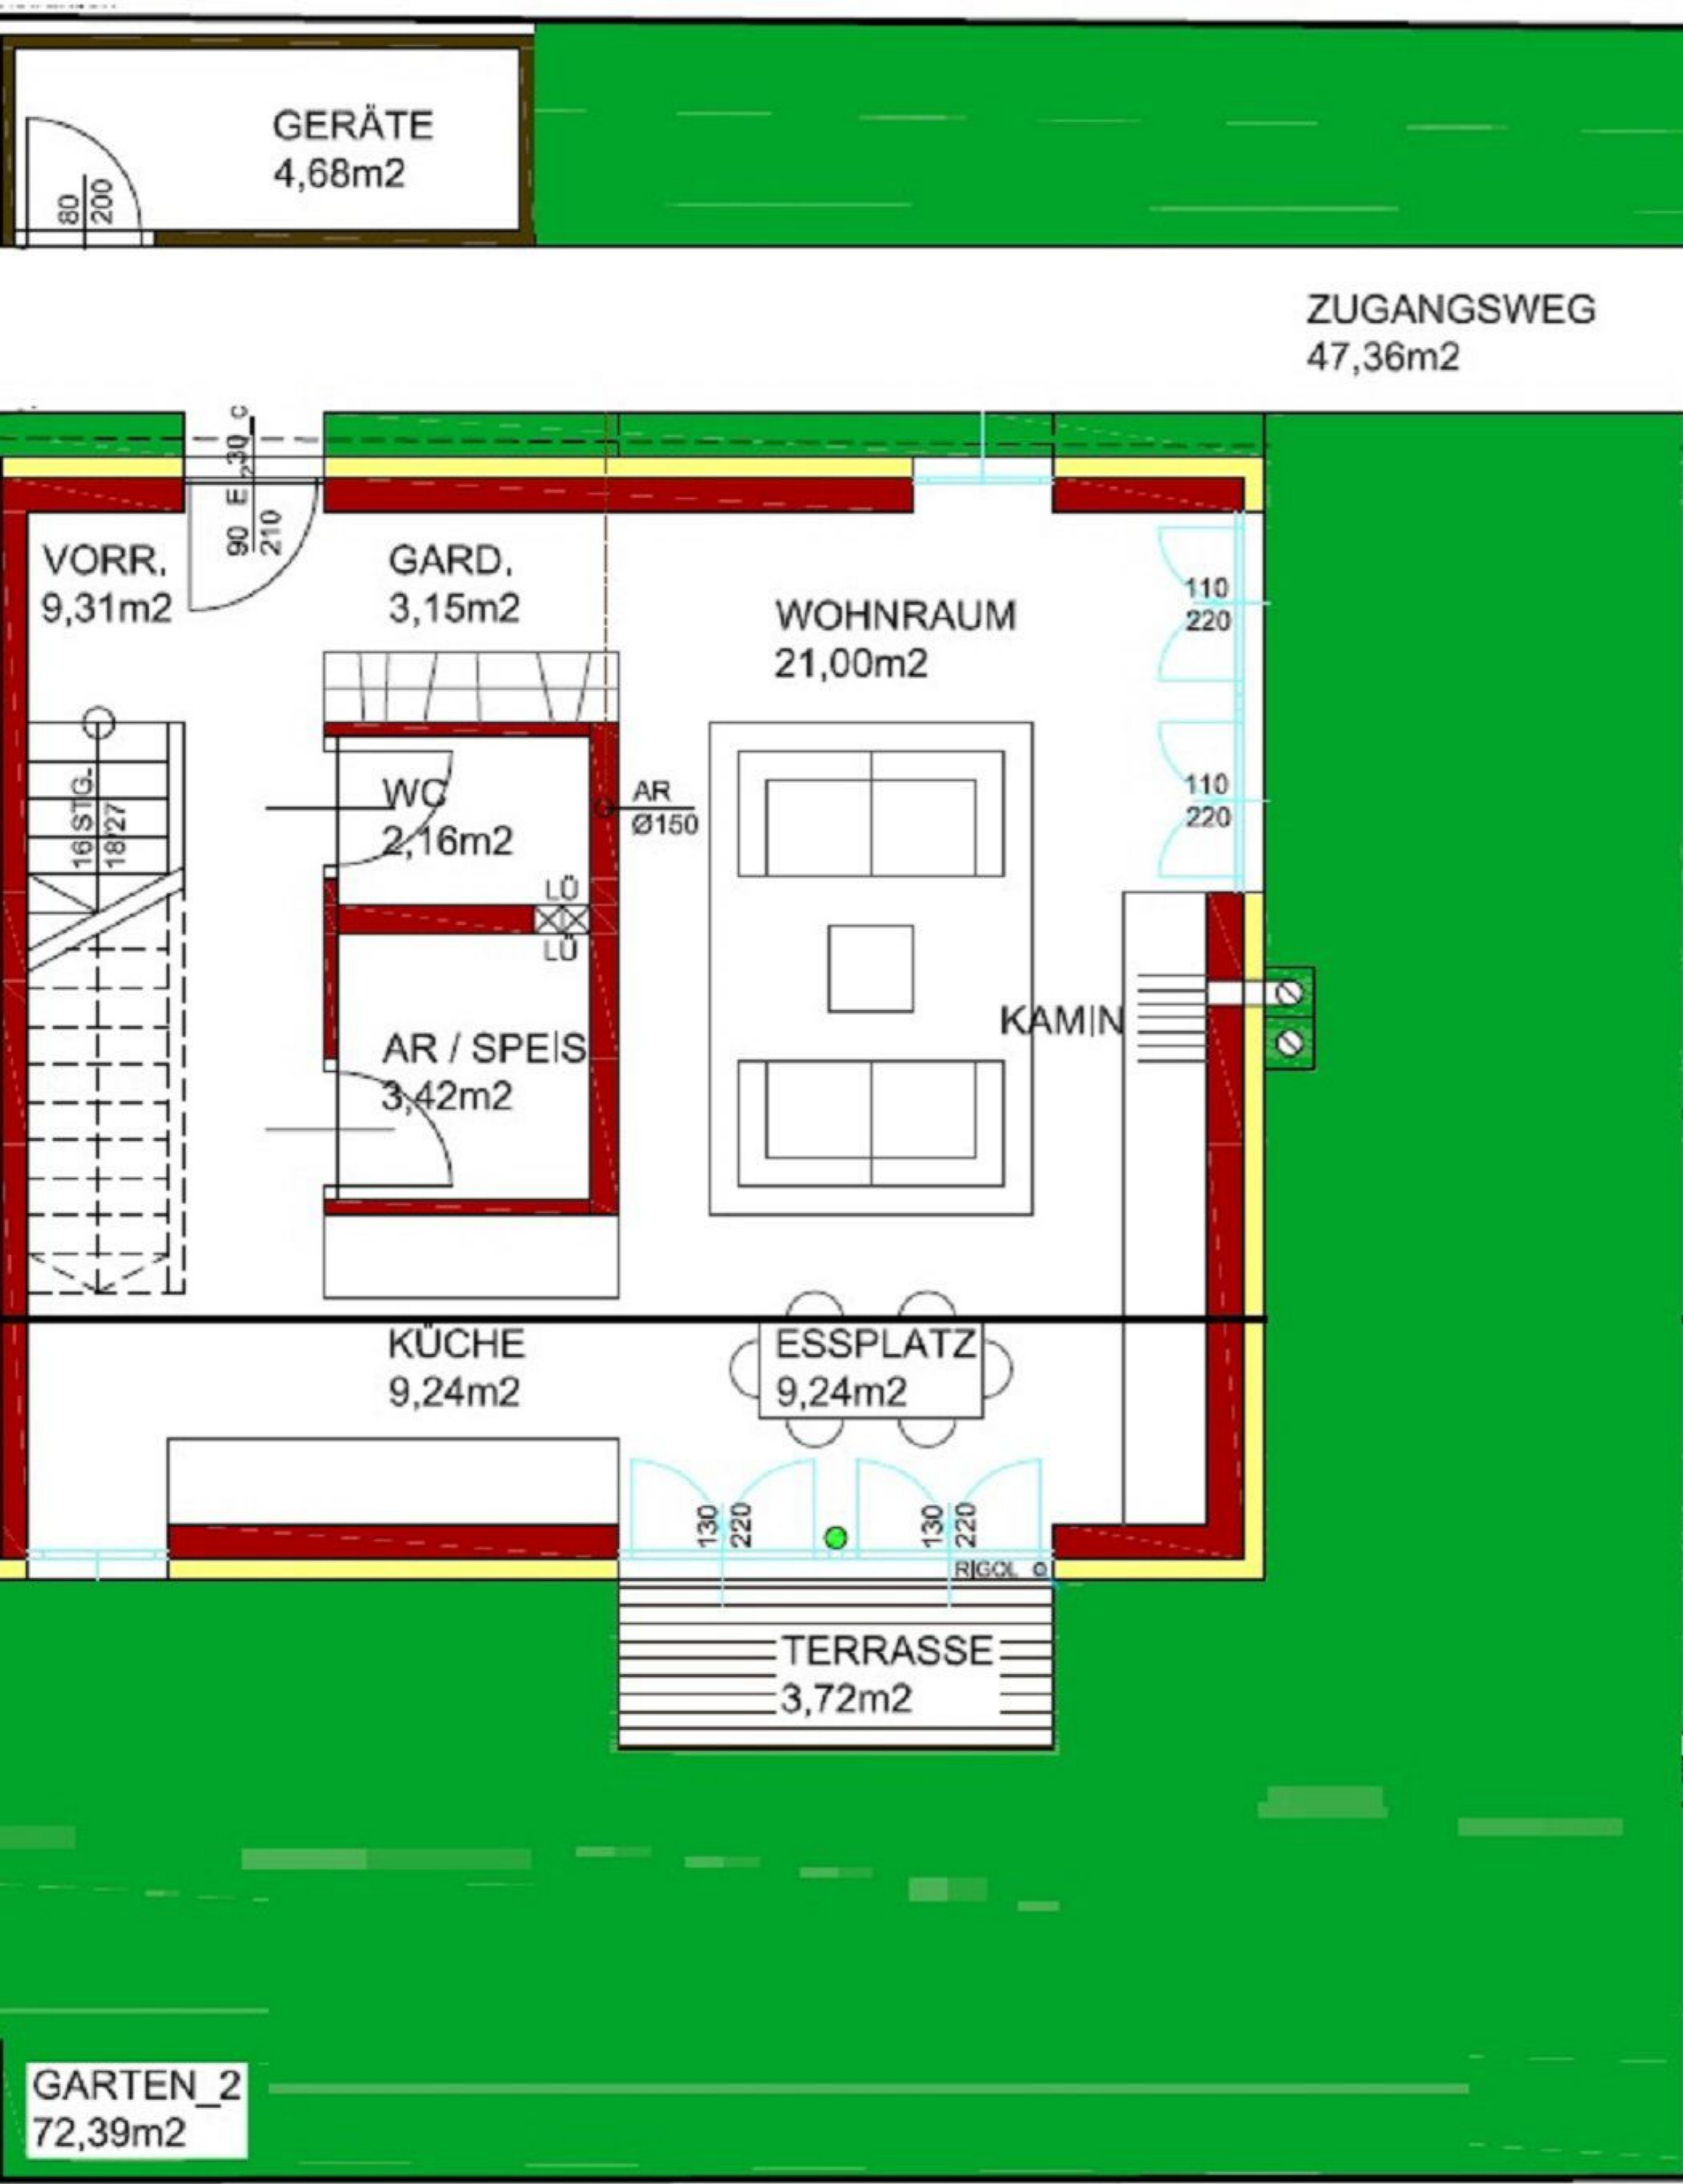 GERÄTE
4,68m2
80
200
ZUGANGSWEG
47,36m2
90
210
VORR.
9,31m2
GARD.
3,15m2
WOHNRAUM
21,00m2
110
220
110
220
16 STG.
18/27
WC
2,16m2
AR
Ø150
LÜ
LÜ
AR / SPEIS
3,42m2
KAMIN
KÜCHE
9,24m2
ESSPLATZ
9,24m2
130
220
130
220
RIGOL
TERRASSE
3,72m2
GARTEN_2
72,39m2